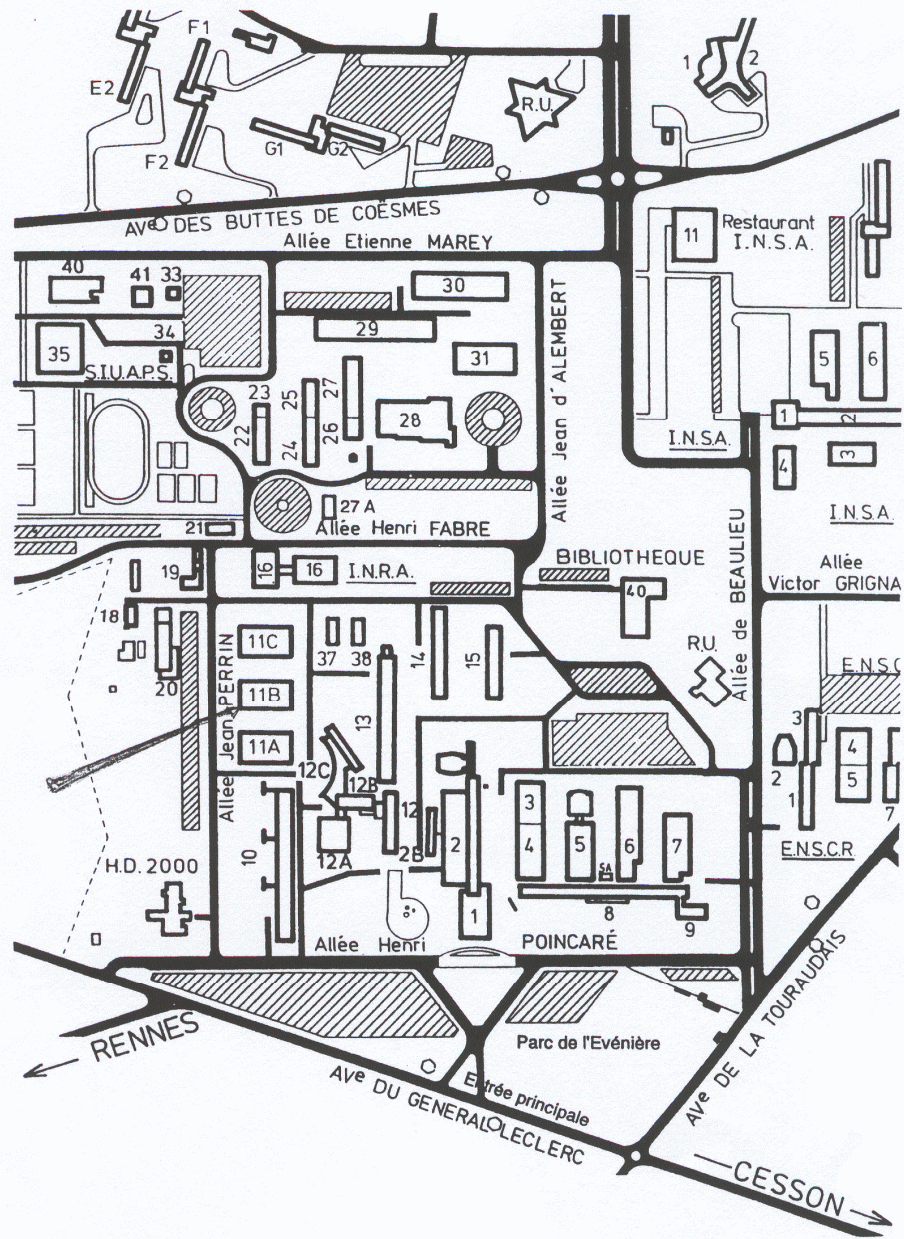 F1
E2
F2
G1
G2
R.U.
1
2
AVe DES BUTTES DE COËSMES
Allée Etienne MAREY
11
Restaurant
I.N.S.A.
40
41
33
30
29
34
35
S.I.U.A.P.S.
31
23
25
27
22
24
26
28
Allée Jean d'ALEMBERT
5
6
1
2
I.N.S.A.
4
3
I.N.S.A.
27 A
Allée Henri FABRE
21
BIBLIOTHEQUE
Allée
Victor GRIGNA
19
16
16
I.N.R.A.
40
Allée de BEAULIEU
18
20
11C
37
38
14
15
R.U.
E.N.S.C
11B
Allée Jean PERRIN
13
11A
3
2
4
5
1
7
12C
12B
12
12A
2B
2
3
4
5
5A
6
7
E.N.S.C.R.
10
H.D. 2000
1
8
9
Allée Henri POINCARÉ
RENNES
Parc de l'Evénière
AVe DE LA TOURAUDAIS
Entrée principale
AVe DU GENERAL LECLERC
CESSON